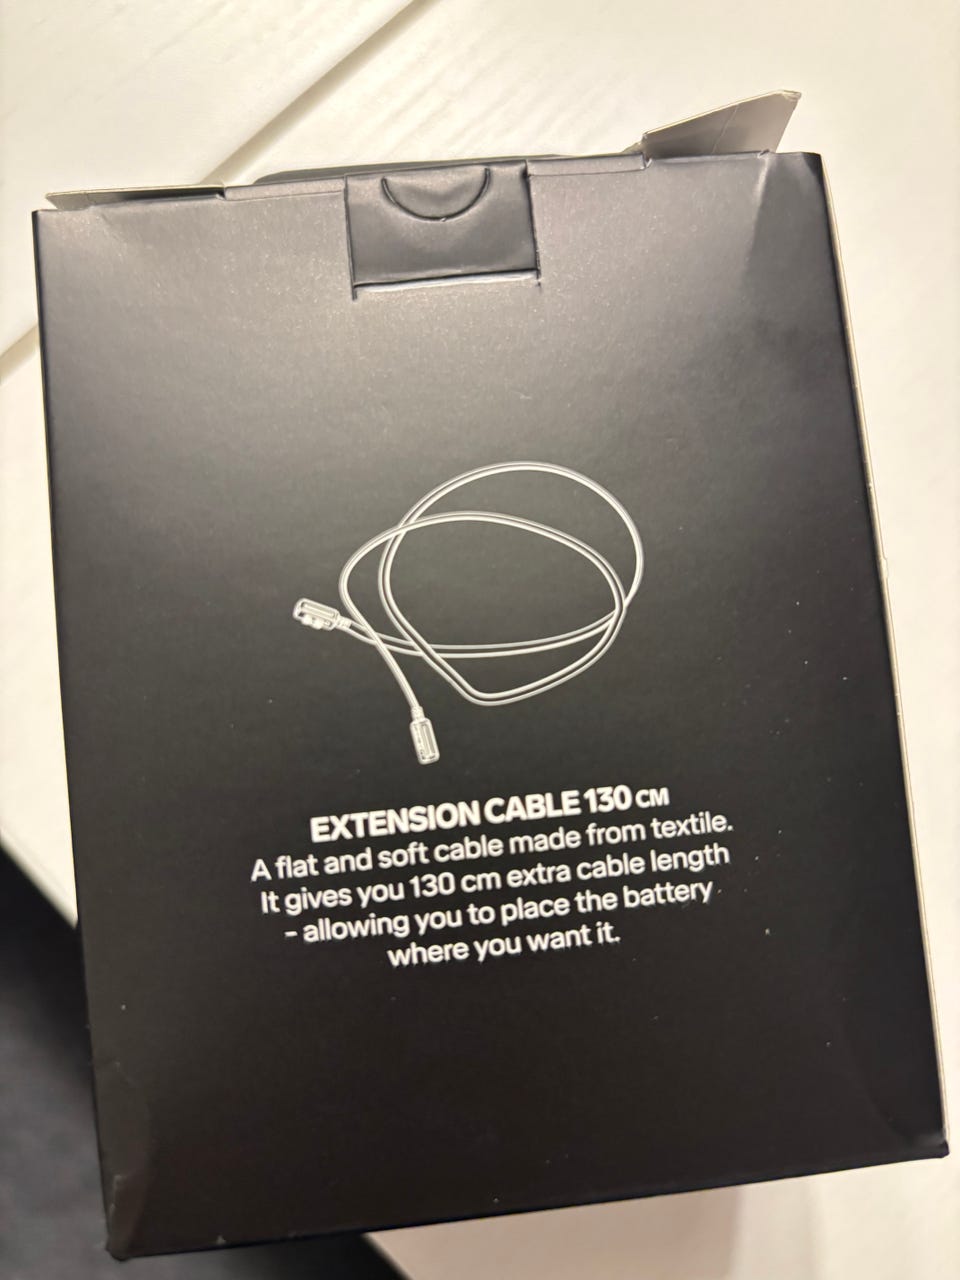 EXTENSION CABLE 130 CM
A flat and soft cable made from textile.
It gives you 130 cm extra cable length
- allowing you to place the battery
where you want it.